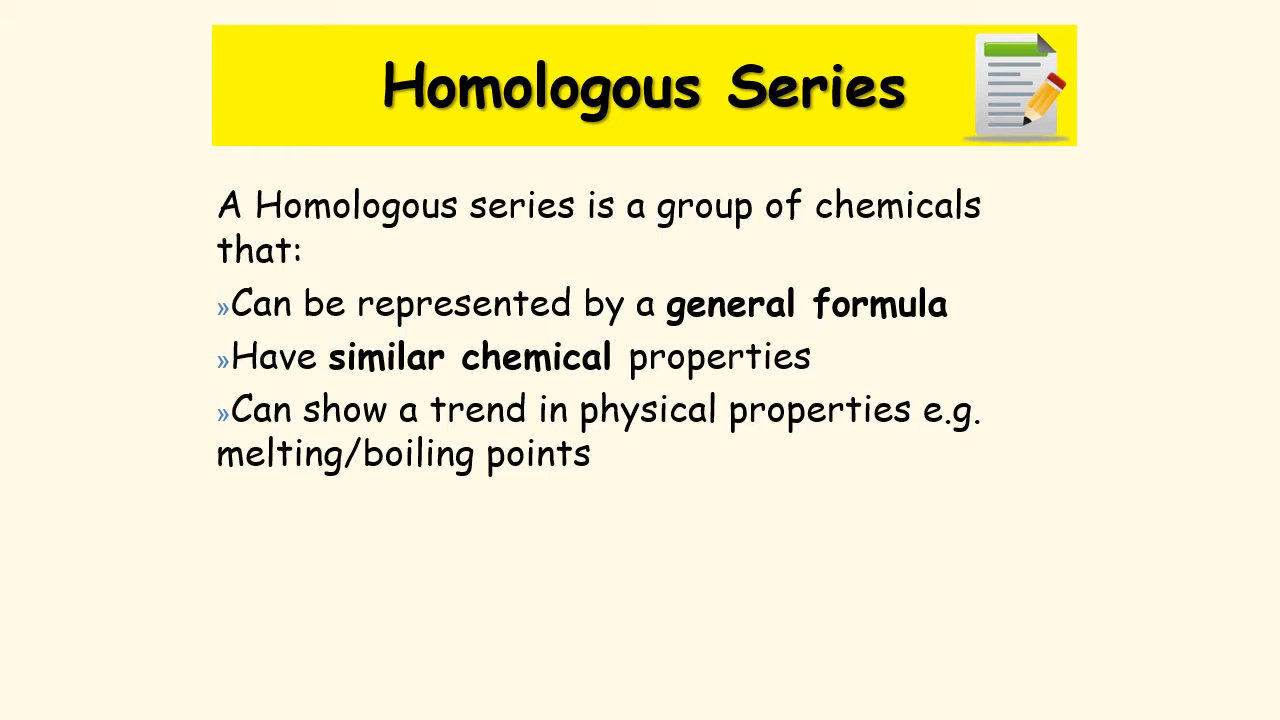 Homologous Series
A Homologous series is a group of chemicals
that:
»Can be represented by a general formula
»Have similar chemical properties
»Can show a trend in physical properties e.g.
melting/boiling points